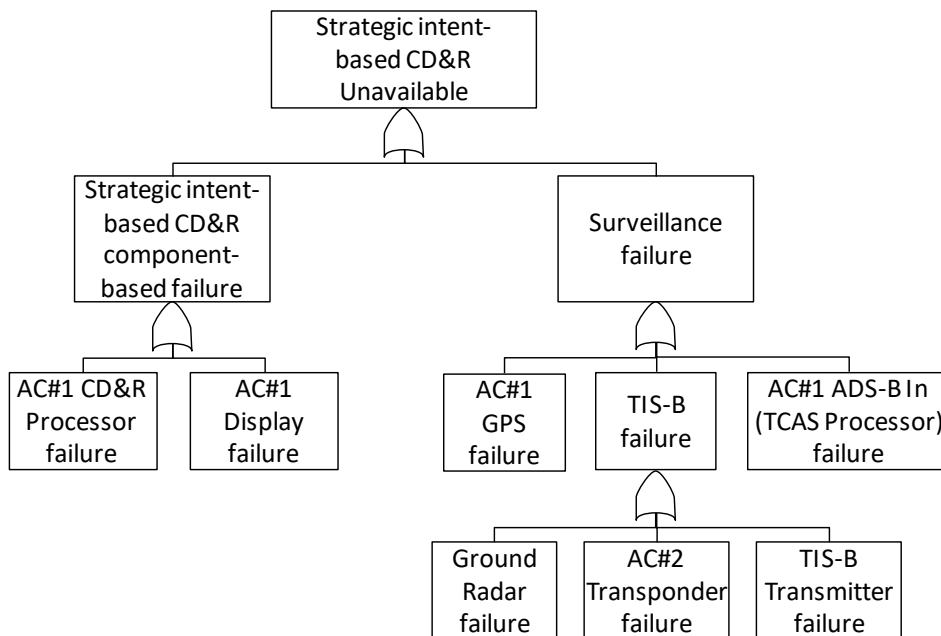 Strategic intent-
based CD&R
Unavailable
Strategic intent-
based CD&R
component-
based failure
Surveillance
failure
AC#1 CD&R
Processor
failure
AC#1
Display
failure
AC#1
GPS
failure
TIS-B
failure
AC#1 ADS-B In
(TCAS Processor)
failure
Ground
Radar
failure
AC#2
Transponder
failure
TIS-B
Transmitter
failure